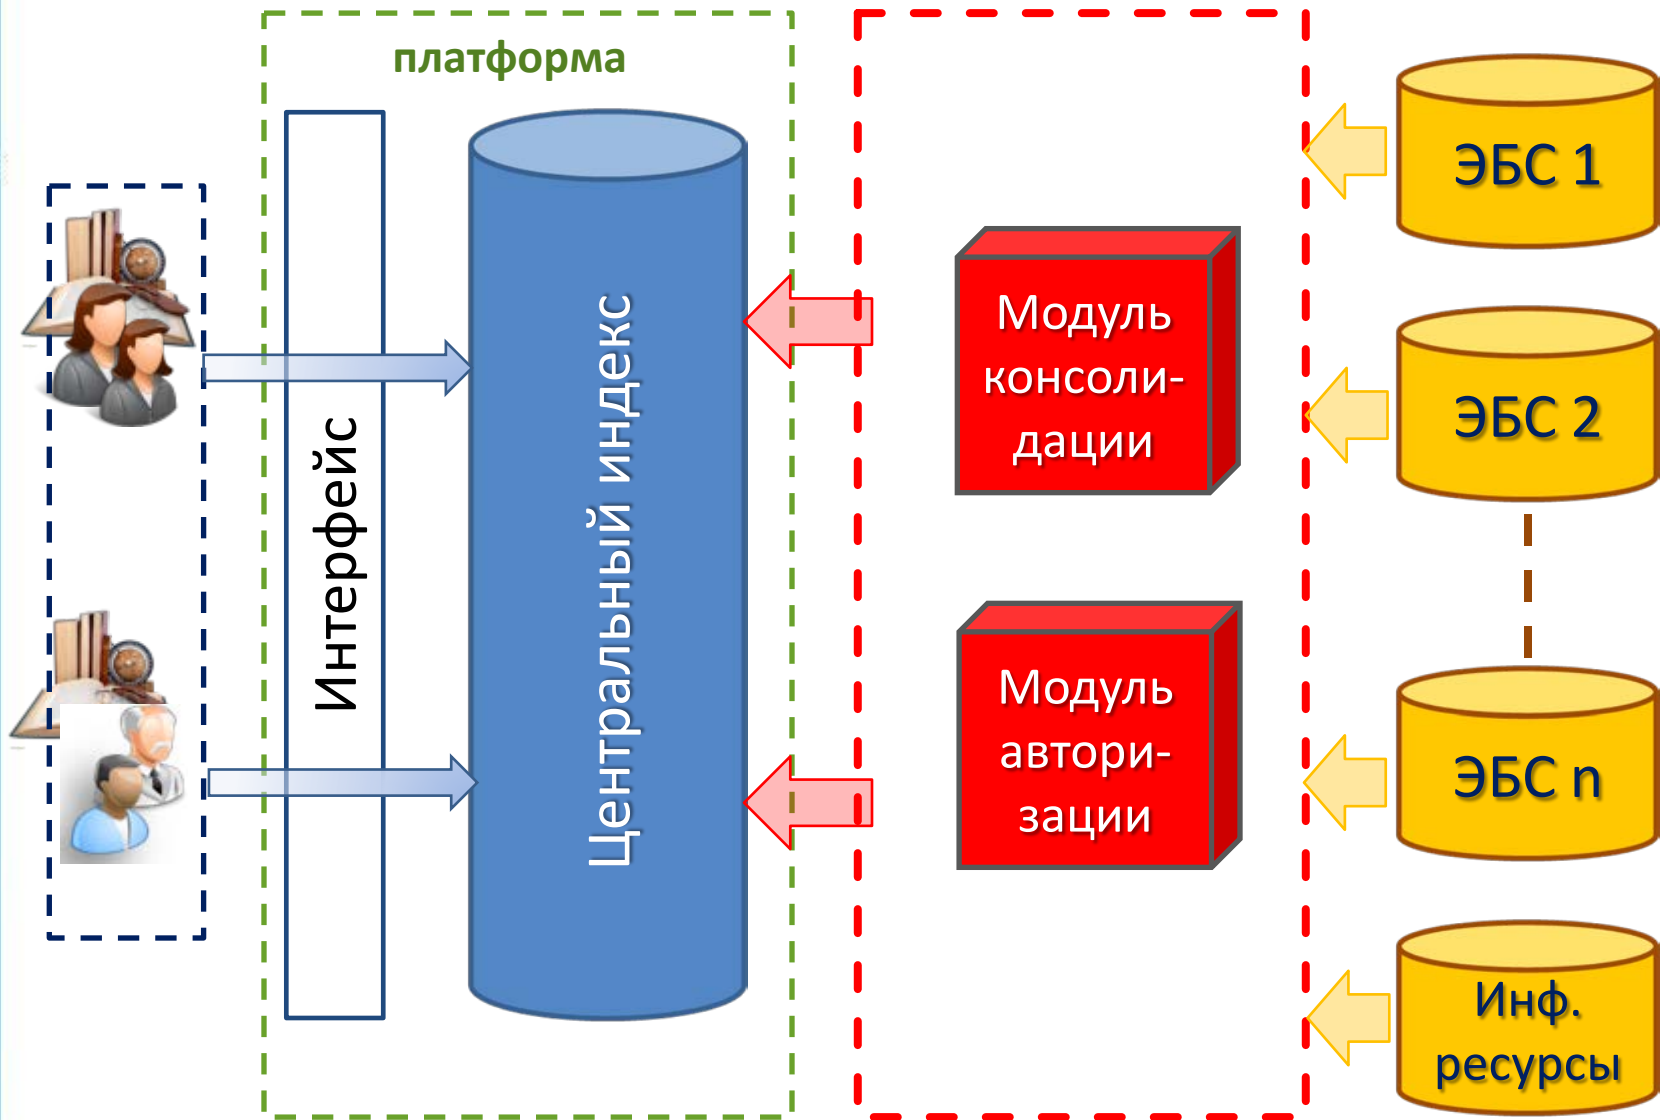 платформа
Интерфейс
Центральный индекс
Модуль
консоли-
дации
Модуль
автори-
зации
ЭБС 1
ЭБС 2
ЭБС n
Инф.
ресурсы